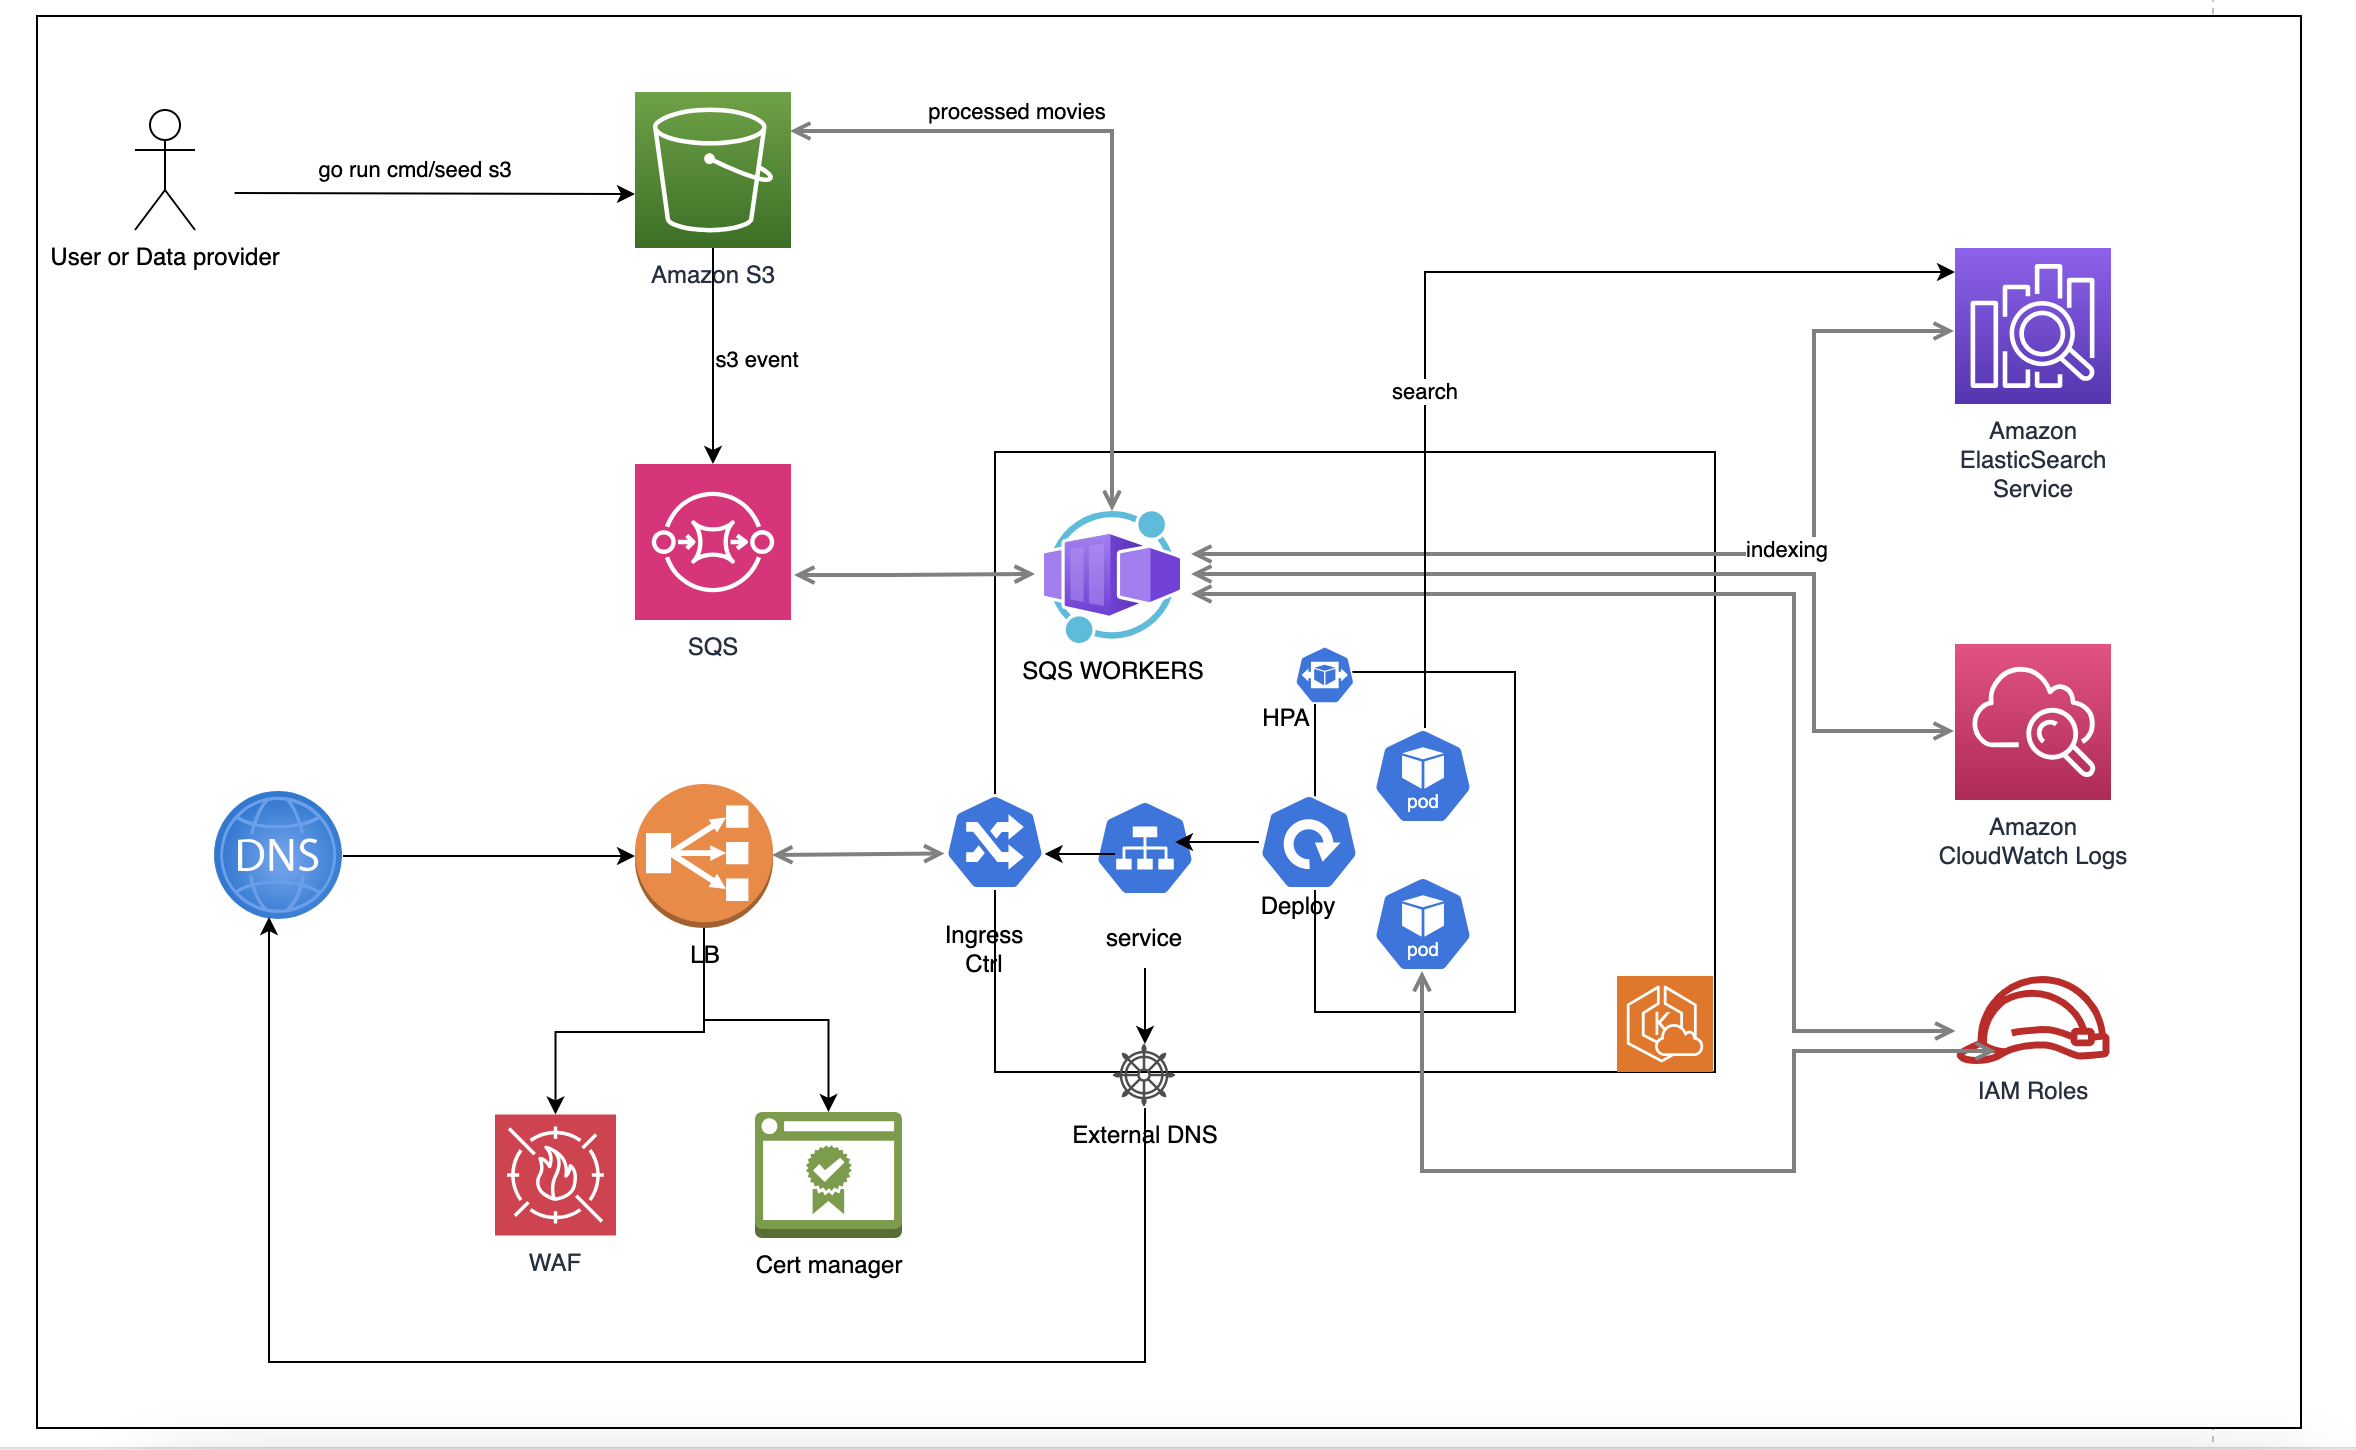 processed movies
go run cmd/seed s3
User or Data provider
Amazon S3
s3 event
search
Amazon
ElasticSearch
Service
indexing
SQS
SQS WORKERS
HPA
pod
DNS
Amazon
CloudWatch Logs
Deploy
Ingress
Ctrl
service
pod
LB
K
IAM Roles
External DNS
WAF
Cert manager